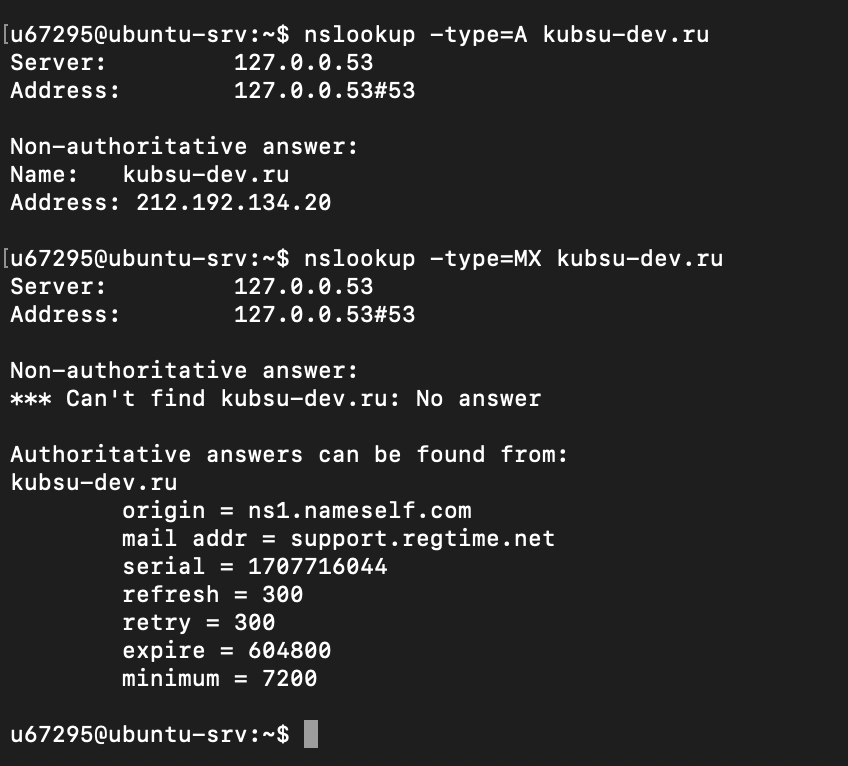 [u67295@ubuntu-srv:~$ nslookup -type=A kubsu-dev.ru
Server:         127.0.0.53
Address:        127.0.0.53#53

Non-authoritative answer:
Name:   kubsu-dev.ru
Address: 212.192.134.20

[u67295@ubuntu-srv:~$ nslookup -type=MX kubsu-dev.ru
Server:         127.0.0.53
Address:        127.0.0.53#53

Non-authoritative answer:
*** Can't find kubsu-dev.ru: No answer

Authoritative answers can be found from:
kubsu-dev.ru
        origin = ns1.nameself.com
        mail addr = support.regtime.net
        serial = 1707716044
        refresh = 300
        retry = 300
        expire = 604800
        minimum = 7200

u67295@ubuntu-srv:~$